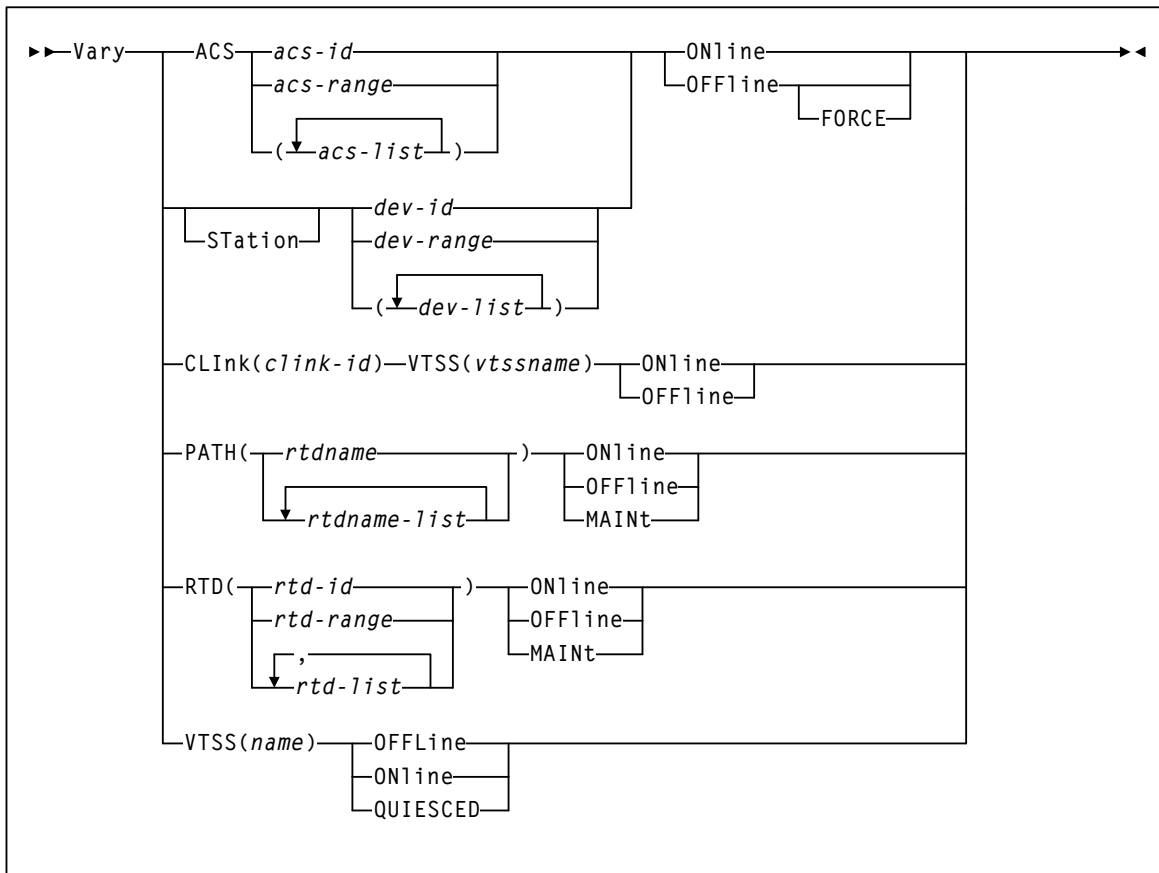 Vary ACS acs-id ONline
acs-range OFFline
FORCE
( acs-list )
dev-id
STation dev-range
( dev-list )
CLInk(clink-id) VTSS(vtssname) ONline
OFFline
PATH( rtdname ) ONline
OFFline
rtdname-list MAINt
RTD( rtd-id ) ONline
rtd-range OFFline
, MAINt
rtd-list
VTSS(name) OFFLine
ONline
QUIESCED